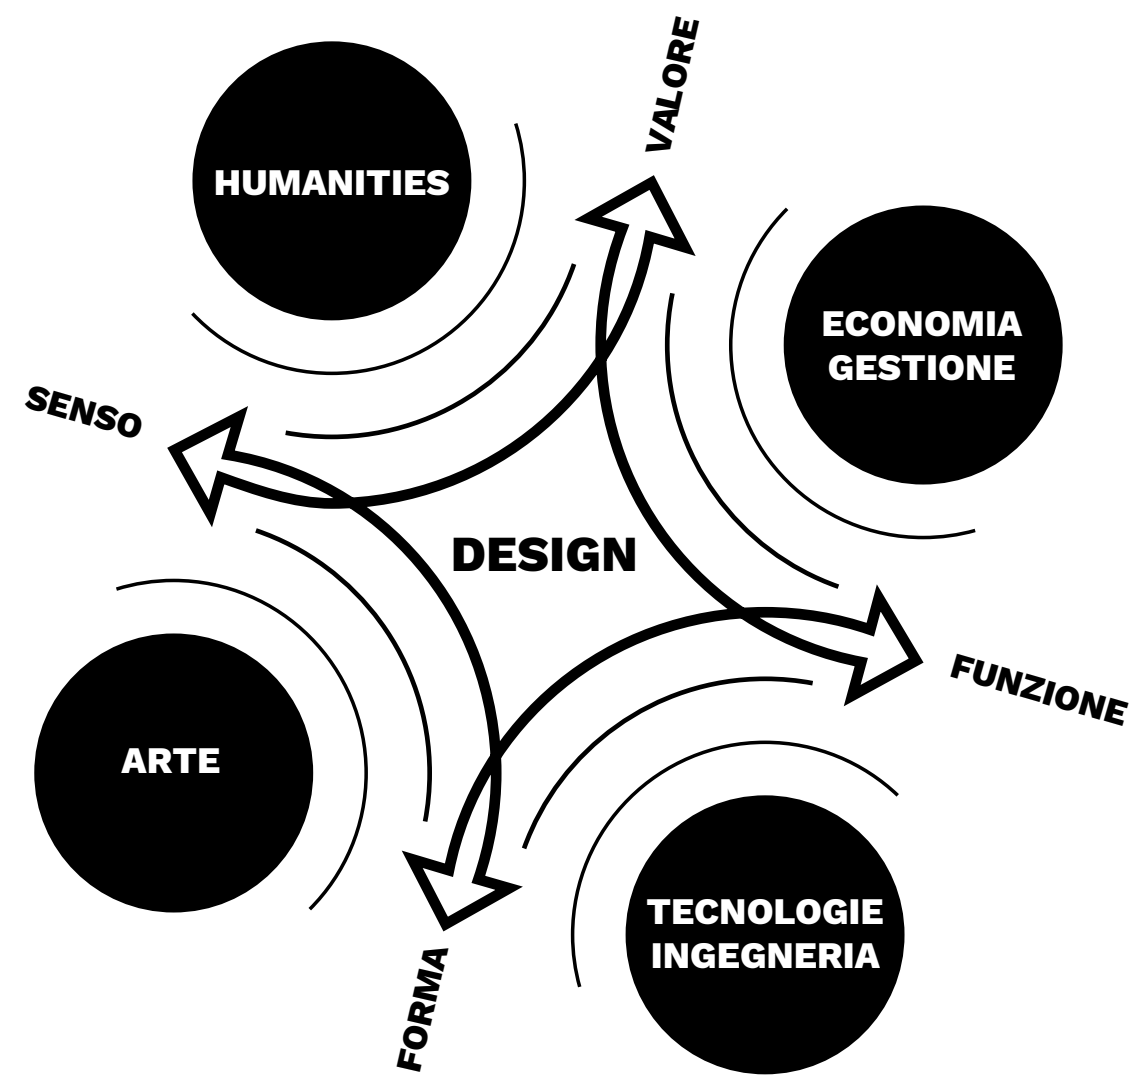 VALORE
HUMANITIES
ECONOMIA
GESTIONE
SENSO
DESIGN
FUNZIONE
ARTE
TECNOLOGIE
INGEGNERIA
FORMA